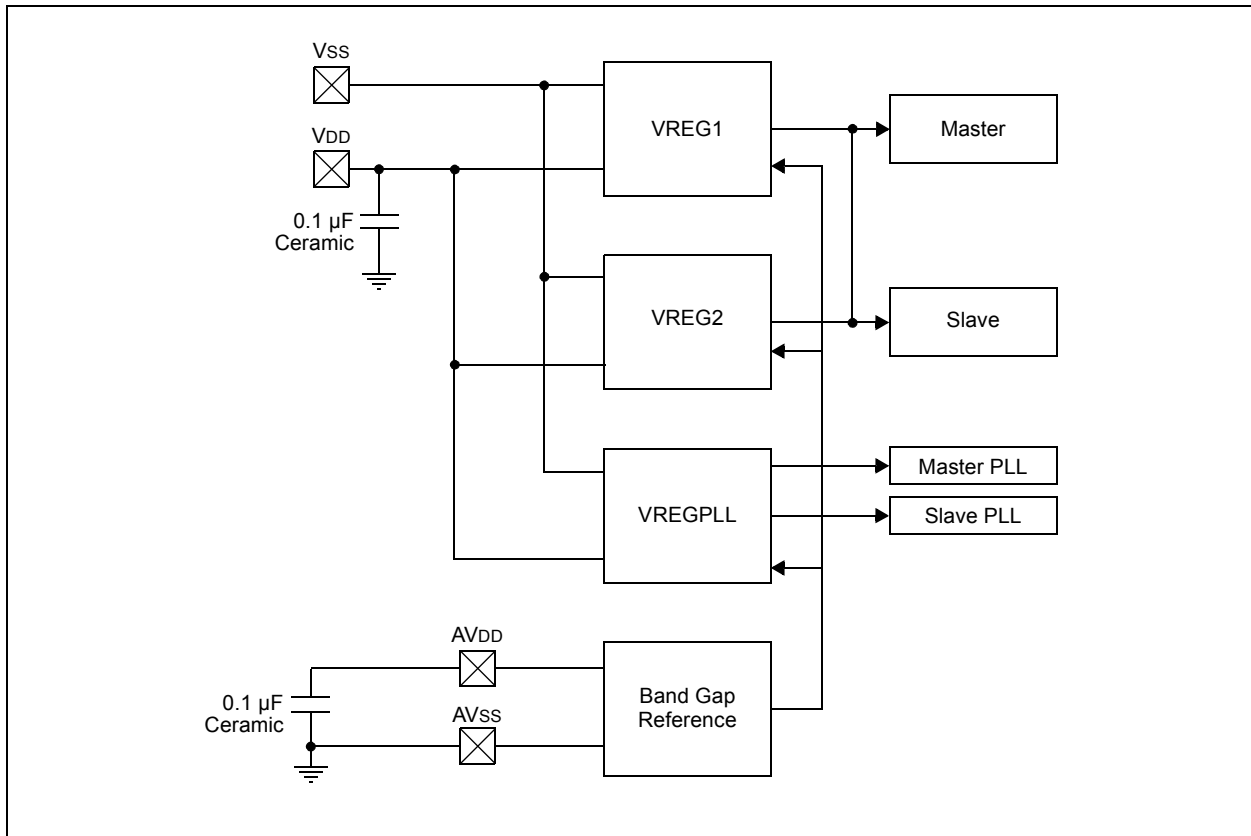 VSS
VDD
0.1 µF
Ceramic
VREG1
Master
VREG2
Slave
VREGPLL
Master PLL
Slave PLL
AVDD
0.1 µF
Ceramic
AVSS
Band Gap
Reference